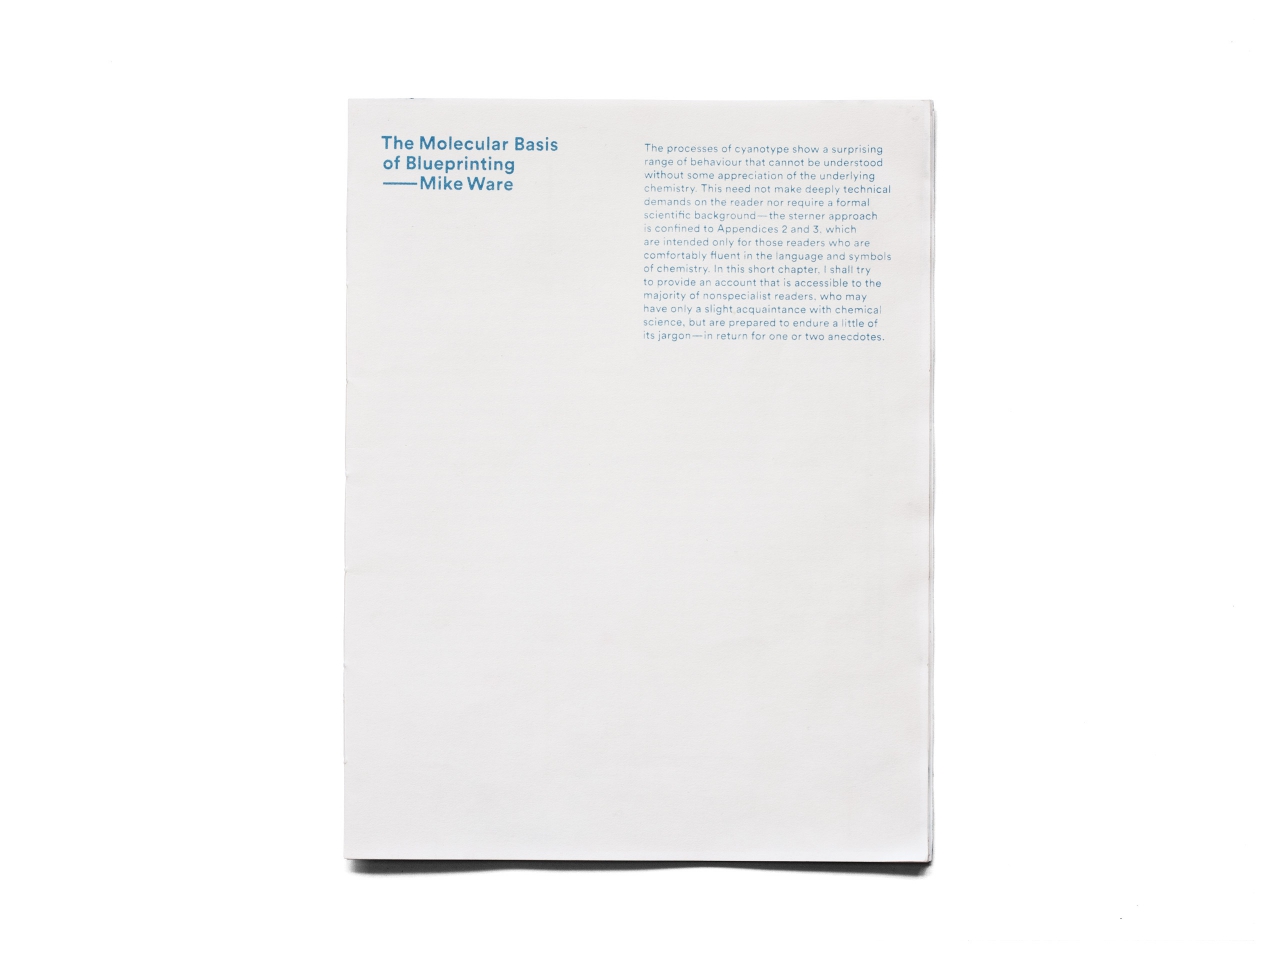 The Molecular Basis
of Blueprinting
——Mike Ware
The processes of cyanotype show a surprising
range of behaviour that cannot be understood
without some appreciation of the underlying
chemistry. This need not make deeply technical
demands on the reader nor require a formal
scientific background—the sterner approach
is confined to Appendices 2 and 3, which
are intended only for those readers who are
comfortably fluent in the language and symbols
of chemistry. In this short chapter, I shall try
to provide an account that is accessible to the
majority of nonspecialist readers, who may
have only a slight acquaintance with chemical
science, but are prepared to endure a little of
its jargon—in return for one or two anecdotes.